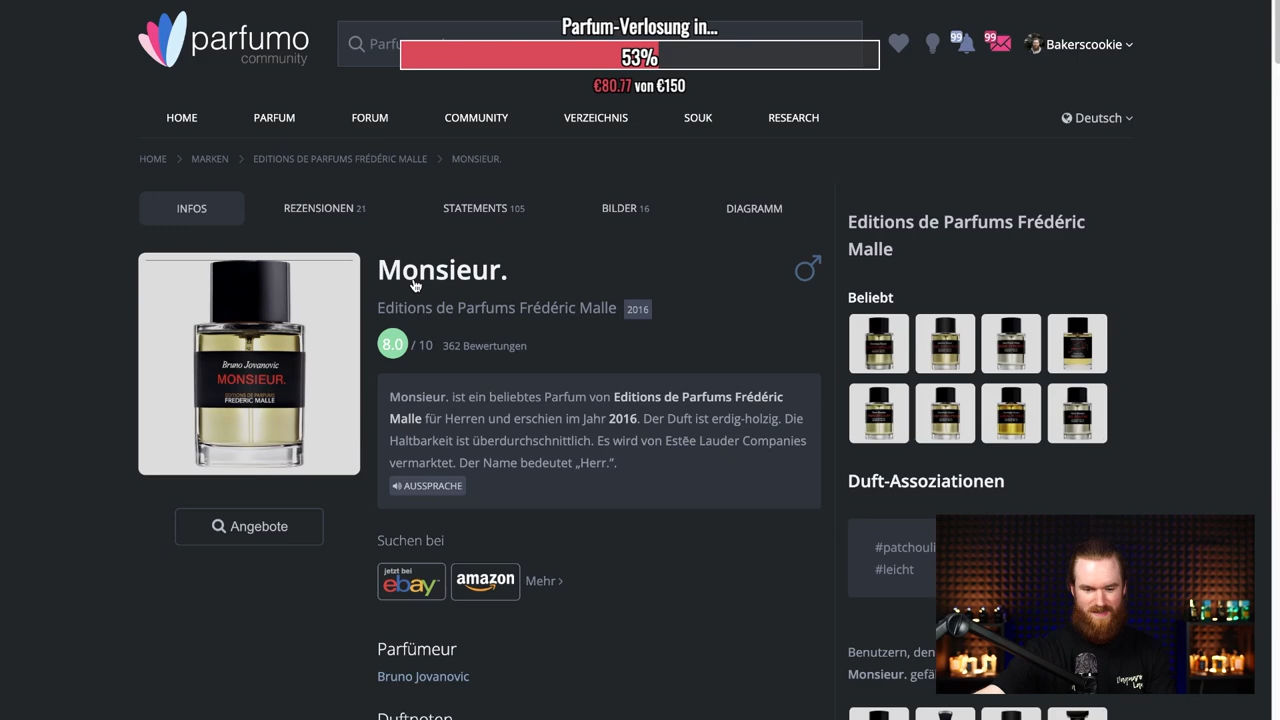 parfumo
community
Parfum-Verlosung in...
53%
€80.77 von €150
99
99
Bakerscookie
HOME
PARFUM
FORUM
COMMUNITY
VERZEICHNIS
SOUK
RESEARCH
Deutsch
HOME > MARKEN > EDITIONS DE PARFUMS FRÉDÉRIC MALLE > MONSIEUR.
INFOS
REZENSIONEN 21
STATEMENTS 105
BILDER 16
DIAGRAMM
Bruno Jovanovic
MONSIEUR.
EDITIONS DE PARFUMS
FREDERIC MALLE
Angebote
Monsieur.
Editions de Parfums Frédéric Malle 2016
8.0 / 10 362 Bewertungen
Monsieur. ist ein beliebtes Parfum von Editions de Parfums Frédéric
Malle für Herren und erschien im Jahr 2016. Der Duft ist erdig-holzig. Die
Haltbarkeit ist überdurchschnittlich. Es wird von Estēe Lauder Companies
vermarktet. Der Name bedeutet „Herr.”.
AUSSPRACHE
Suchen bei
jetzt bei
ebay
amazon
Mehr >
Parfümeur
Bruno Jovanovic
Duftnoten
Editions de Parfums Frédéric
Malle
Beliebt
Duft-Assoziationen
#patchouli
#leicht
Benutzern, den
Monsieur. gefä